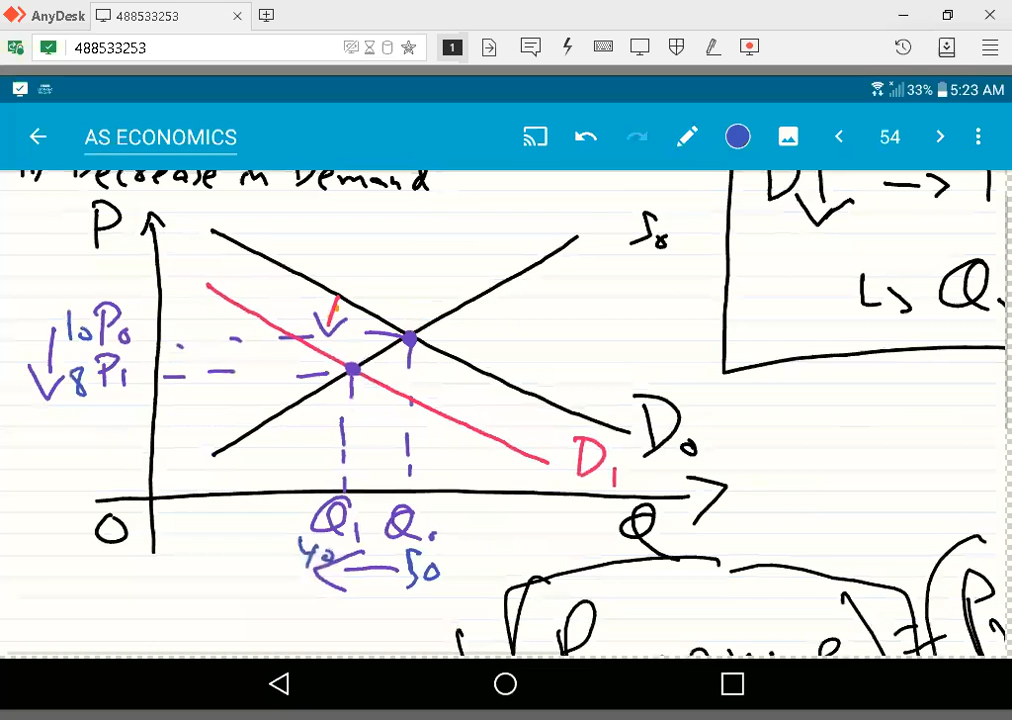 AnyDesk
488533253
488533253
1
33% 5:23 AM
AS ECONOMICS
54
Decrease in Demand
P
S₀
D
Q
10 P₀
8 P₁
D₀
D₁
O
Q₁ Q₀
Q
40
50
P